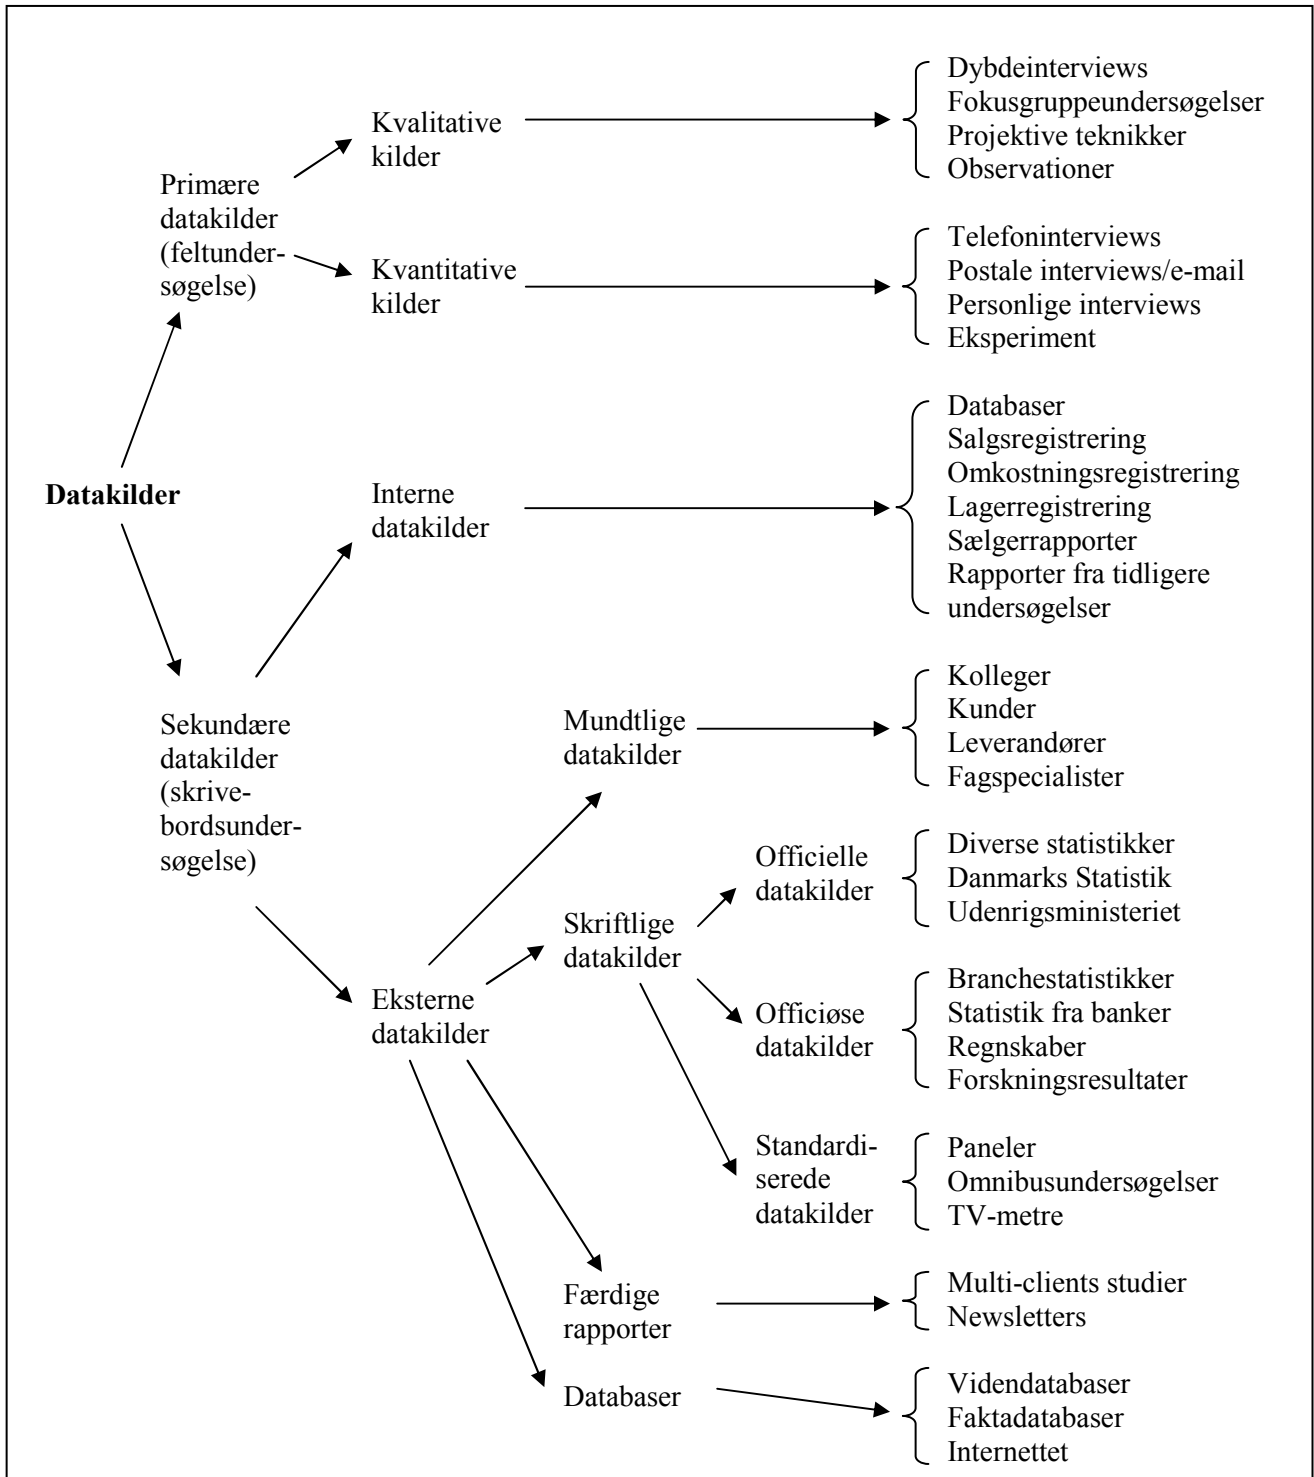 Datakilder
Primære
datakilder
(feltunder-
søgelse)
Kvalitative
kilder
Dybdeinterviews
Fokusgruppeundersøgelser
Projektive teknikker
Observationer
Kvantitative
kilder
Telefoninterviews
Postale interviews/e-mail
Personlige interviews
Eksperiment
Sekundære
datakilder
(skrive-
bordsunder-
søgelse)
Interne
datakilder
Databaser
Salgsregistrering
Omkostningsregistrering
Lagerregistrering
Sælgerrapporter
Rapporter fra tidligere
undersøgelser
Eksterne
datakilder
Mundtlige
datakilder
Kolleger
Kunder
Leverandører
Fagspecialister
Skriftlige
datakilder
Officielle
datakilder
Diverse statistikker
Danmarks Statistik
Udenrigsministeriet
Officiøse
datakilder
Branchestatistikker
Statistik fra banker
Regnskaber
Forskningsresultater
Standardi-
serede
datakilder
Paneler
Omnibusundersøgelser
TV-metre
Færdige
rapporter
Multi-clients studier
Newsletters
Databaser
Videndatabaser
Faktadatabaser
Internettet